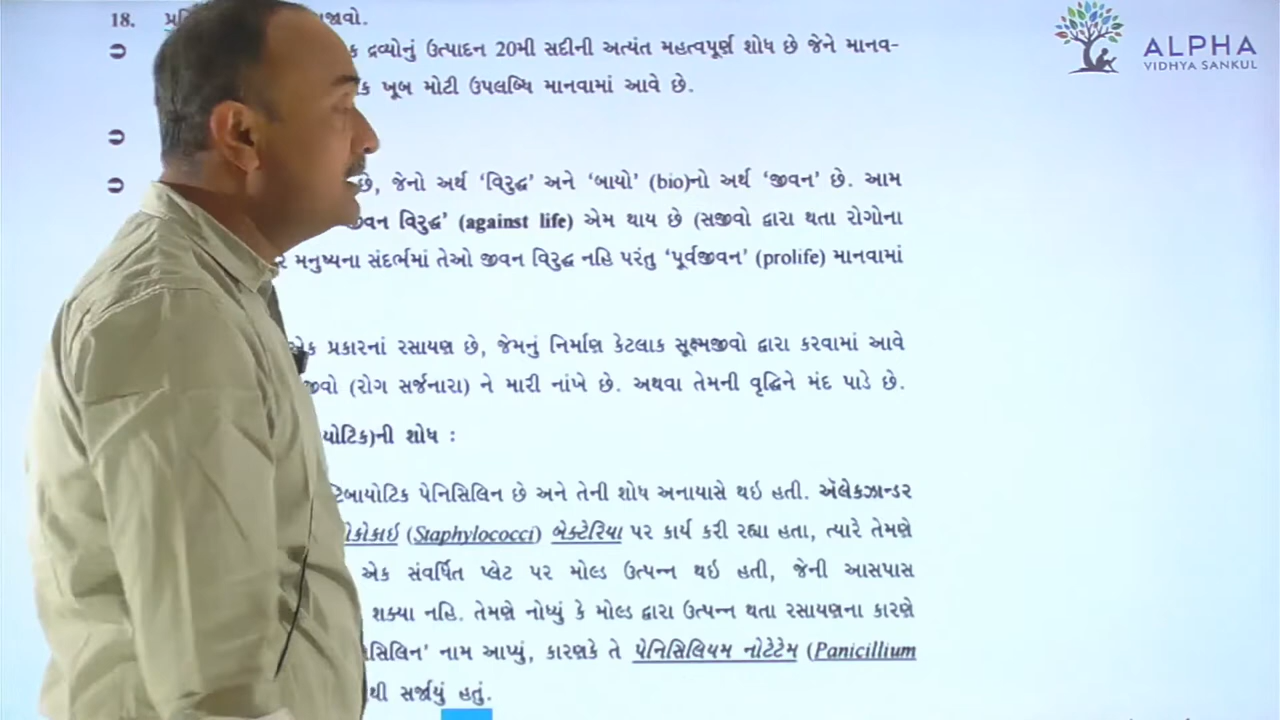 18.
ALPHA
VIDHYA SANKUL
દ્રવ્યોનું ઉત્પાદન 20મી સદીની અત્યંત મહત્વપૂર્ણ શોધ છે જેને માનવ-
ખૂબ મોટી ઉપલબ્ધિ માનવામાં આવે છે.
છે, જેનો અર્થ ‘વિરુદ્ધ’ અને ‘બાયો’ (bio)નો અર્થ ‘જીવન’ છે. આમ
વિરુદ્ધ’ (against life) એમ થાય છે (સજીવો દ્વારા થતા રોગોના
મનુષ્યના સંદર્ભમાં તેઓ જીવન વિરુદ્ધ નહિ પરંતુ ‘પૂર્વજીવન’ (prolife) માનવામાં
પ્રકારનાં રસાયણ છે, જેમનું નિર્માણ કેટલાક સૂક્ષ્મજીવો દ્વારા કરવામાં આવે
(રોગ સર્જનારા) ને મારી નાંખે છે. અથવા તેમની વૃદ્ધિને મંદ પાડે છે.
શોધ :
પેનિસિલિન છે અને તેની શોધ અનાયાસે થઇ હતી. ઍલેકઝાન્ડર
(Staphylococci) બેક્ટેરિયા પર કાર્ય કરી રહ્યા હતા, ત્યારે તેમણે
એક સંવર્ધિત પ્લેટ પર મોલ્ડ ઉત્પન્ન થઇ હતી, જેની આસપાસ
શક્યા નહિ. તેમણે નોધ્યું કે મોલ્ડ દ્વારા ઉત્પન્ન થતા રસાયણના કારણે
નામ આપ્યું, કારણકે તે પેનિસિલિયમ નોટેટેમ (Panicillium
સર્જાયું હતું.